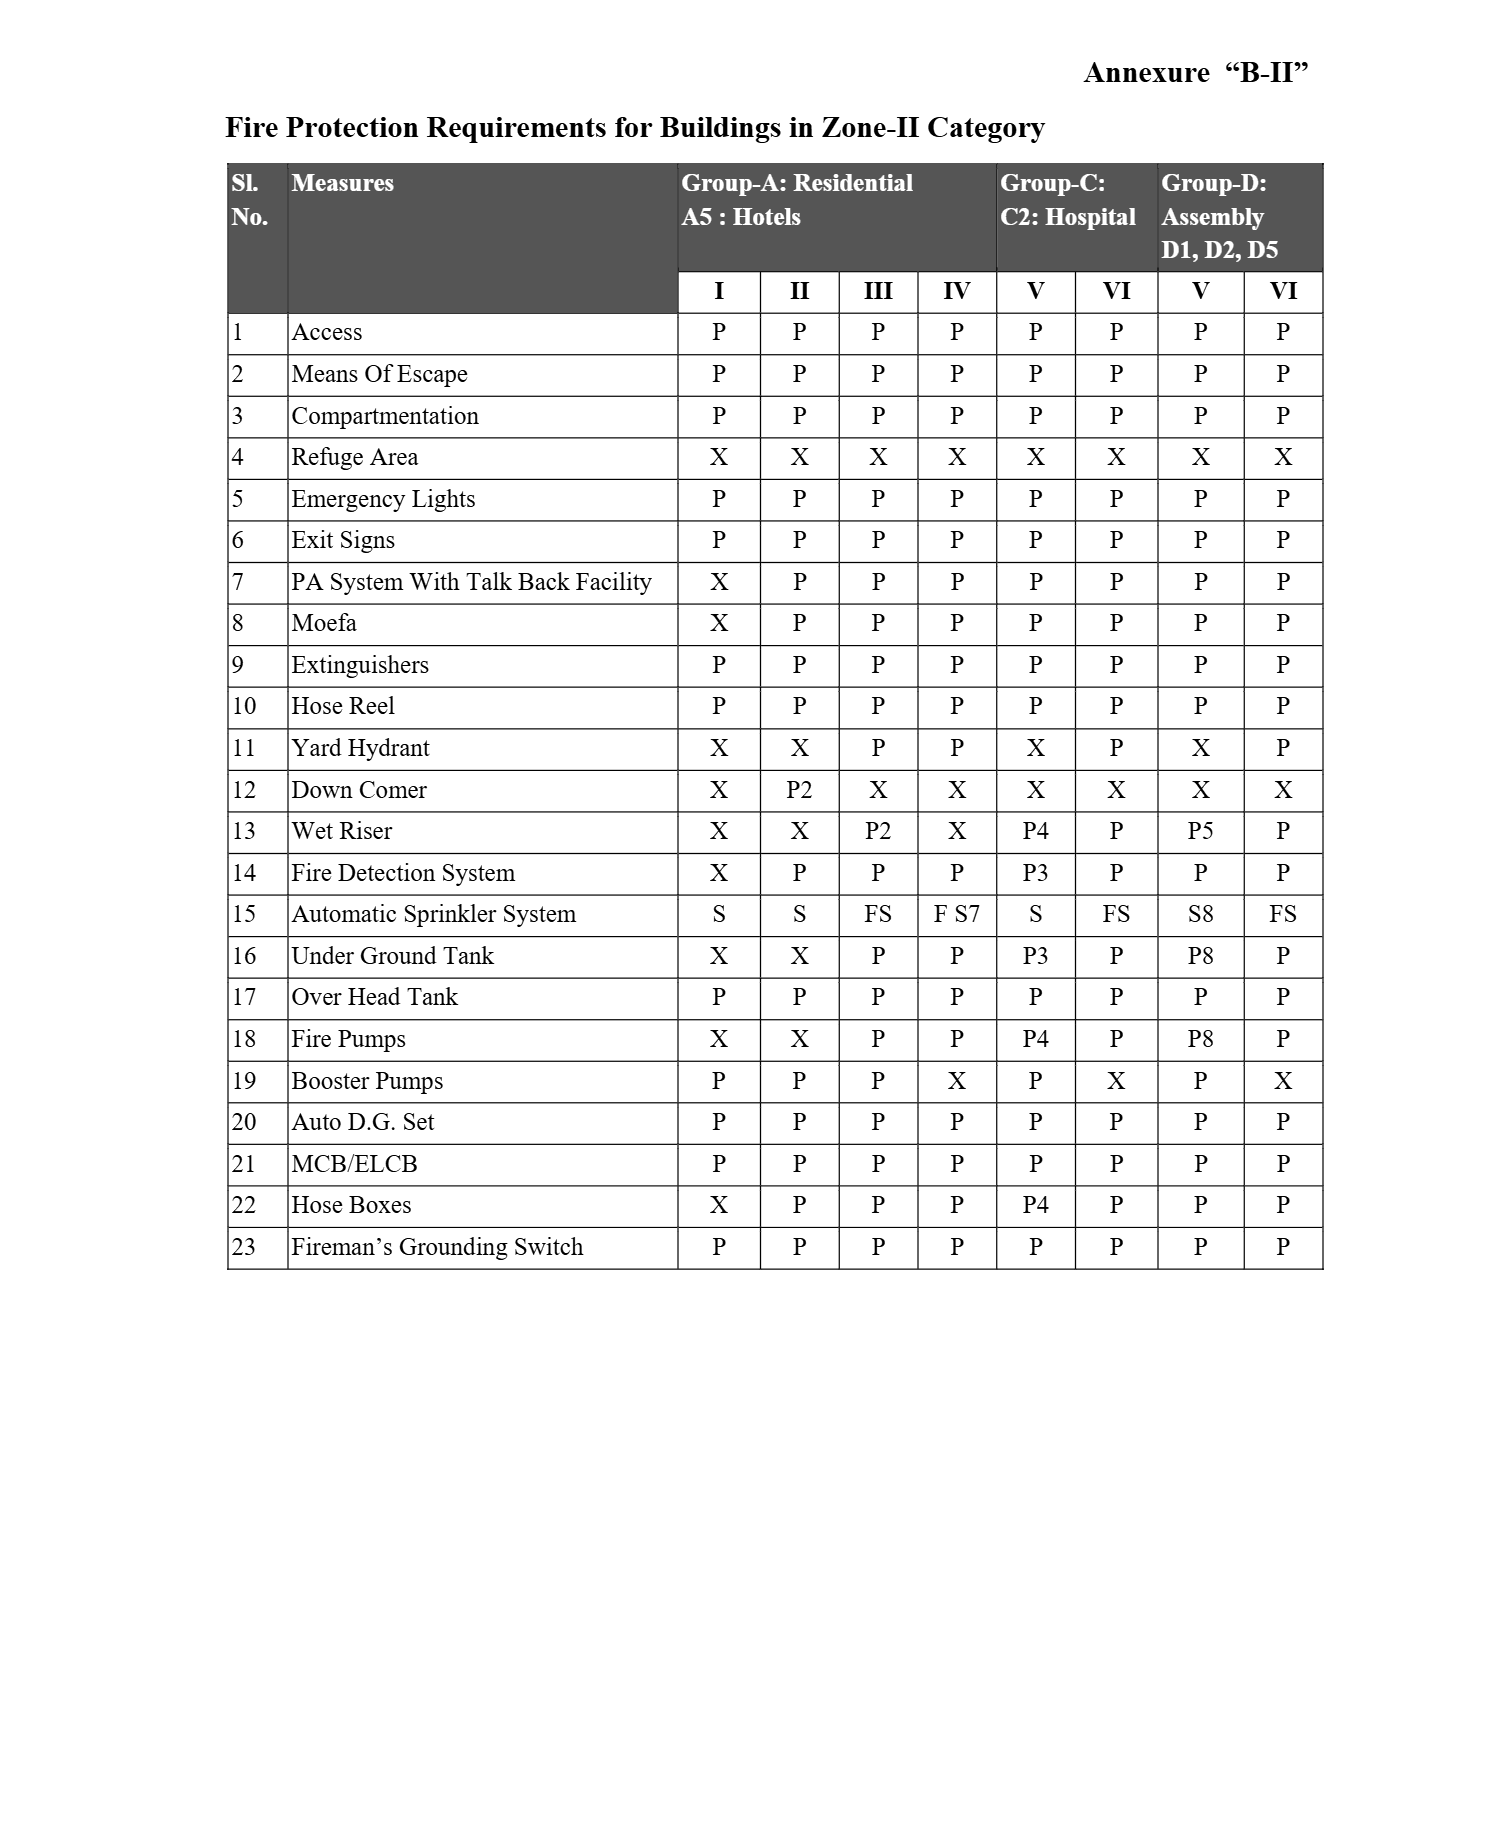 Annexure “B-II”
Fire Protection Requirements for Buildings in Zone-II Category
Sl. No. Measures Group-A: Residential A5 : Hotels Group-C: C2: Hospital Group-D: Assembly D1, D2, D5
I II III IV V VI V VI
1 Access P P P P P P P P
2 Means Of Escape P P P P P P P P
3 Compartmentation P P P P P P P P
4 Refuge Area X X X X X X X X
5 Emergency Lights P P P P P P P P
6 Exit Signs P P P P P P P P
7 PA System With Talk Back Facility X P P P P P P P
8 Moefa X P P P P P P P
9 Extinguishers P P P P P P P P
10 Hose Reel P P P P P P P P
11 Yard Hydrant X X P P X P X P
12 Down Comer X P2 X X X X X X
13 Wet Riser X X P2 X P4 P P5 P
14 Fire Detection System X P P P P3 P P P
15 Automatic Sprinkler System S S FS F S7 S FS S8 FS
16 Under Ground Tank X X P P P3 P P8 P
17 Over Head Tank P P P P P P P P
18 Fire Pumps X X P P P4 P P8 P
19 Booster Pumps P P P X P X P X
20 Auto D.G. Set P P P P P P P P
21 MCB/ELCB P P P P P P P P
22 Hose Boxes X P P P P4 P P P
23 Fireman’s Grounding Switch P P P P P P P P